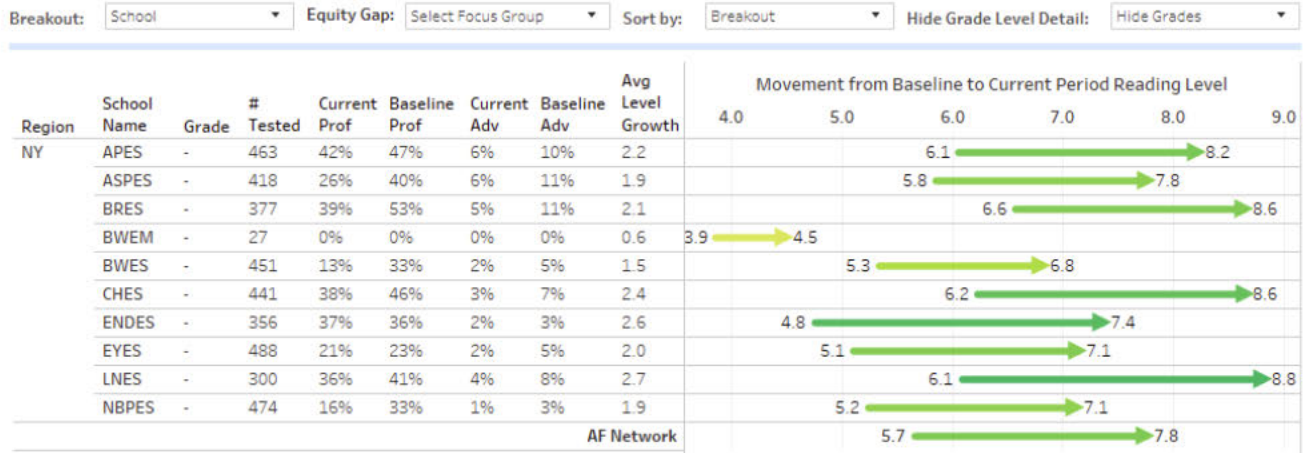 Breakout: School Equity Gap: Select Focus Group Sort by: Breakout Hide Grade Level Detail: Hide Grades
Region School Name Grade # Tested Current Prof Baseline Prof Current Adv Baseline Adv Avg Level Growth Movement from Baseline to Current Period Reading Level
4.0 5.0 6.0 7.0 8.0 9.0
NY APES - 463 42% 47% 6% 10% 2.2 6.1 8.2
ASPES - 418 26% 40% 6% 11% 1.9 5.8 7.8
BRES - 377 39% 53% 5% 11% 2.1 6.6 8.6
BWEM - 27 0% 0% 0% 0% 0.6 3.9 4.5
BWES - 451 13% 33% 2% 5% 1.5 5.3 6.8
CHES - 441 38% 46% 3% 7% 2.4 6.2 8.6
ENDES - 356 37% 36% 2% 3% 2.6 4.8 7.4
EYES - 488 21% 23% 2% 5% 2.0 5.1 7.1
LNES - 300 36% 41% 4% 8% 2.7 6.1 8.8
NBPES - 474 16% 33% 1% 3% 1.9 5.2 7.1
AF Network 5.7 7.8